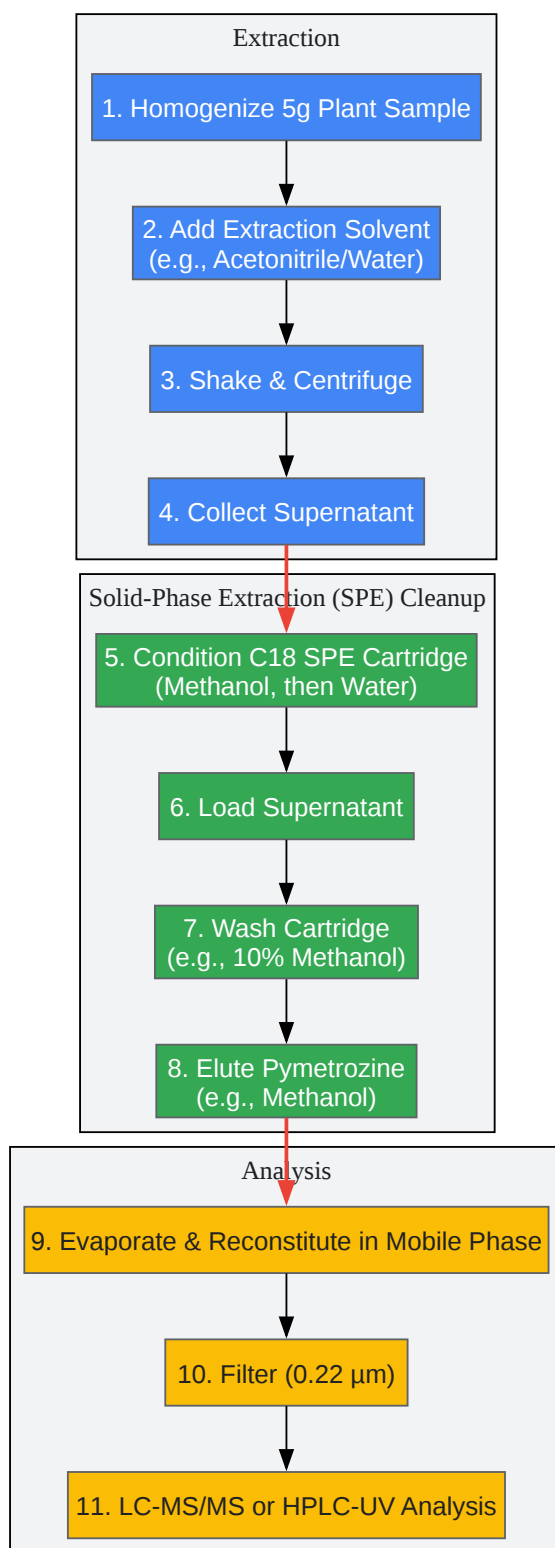 Extraction
1. Homogenize 5g Plant Sample
2. Add Extraction Solvent
(e.g., Acetonitrile/Water)
3. Shake & Centrifuge
4. Collect Supernatant
Solid-Phase Extraction (SPE) Cleanup
5. Condition C18 SPE Cartridge
(Methanol, then Water)
6. Load Supernatant
7. Wash Cartridge
(e.g., 10% Methanol)
8. Elute Pymetrozine
(e.g., Methanol)
Analysis
9. Evaporate & Reconstitute in Mobile Phase
10. Filter (0.22 µm)
11. LC-MS/MS or HPLC-UV Analysis